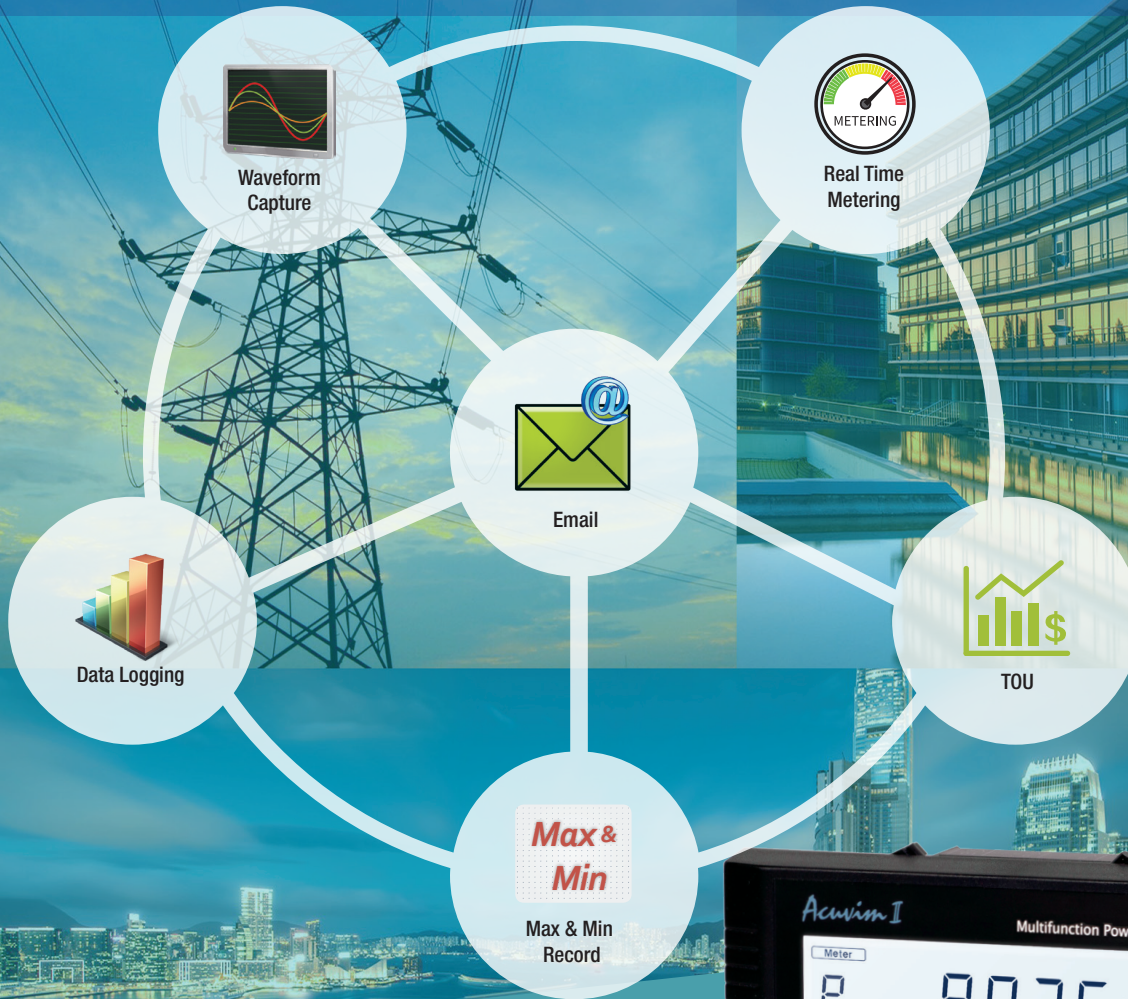 Waveform
Capture
METERING
Real Time
Metering
@
Email
Data Logging
$
TOU
Max &
Min
Max & Min
Record
Acuvim II
Multifunction
Meter
P